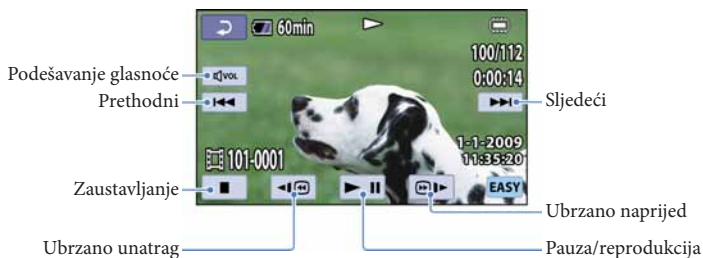 60min
100/112
Podešavanje glasnoće
VOL
0:00:14
Prethodni
Sljedeći
1-1-2009
101-0001
11:35:20
Zaustavljanje
EASY
Ubrzano naprijed
Ubrzano unatrag
Pauza/reprodukcija